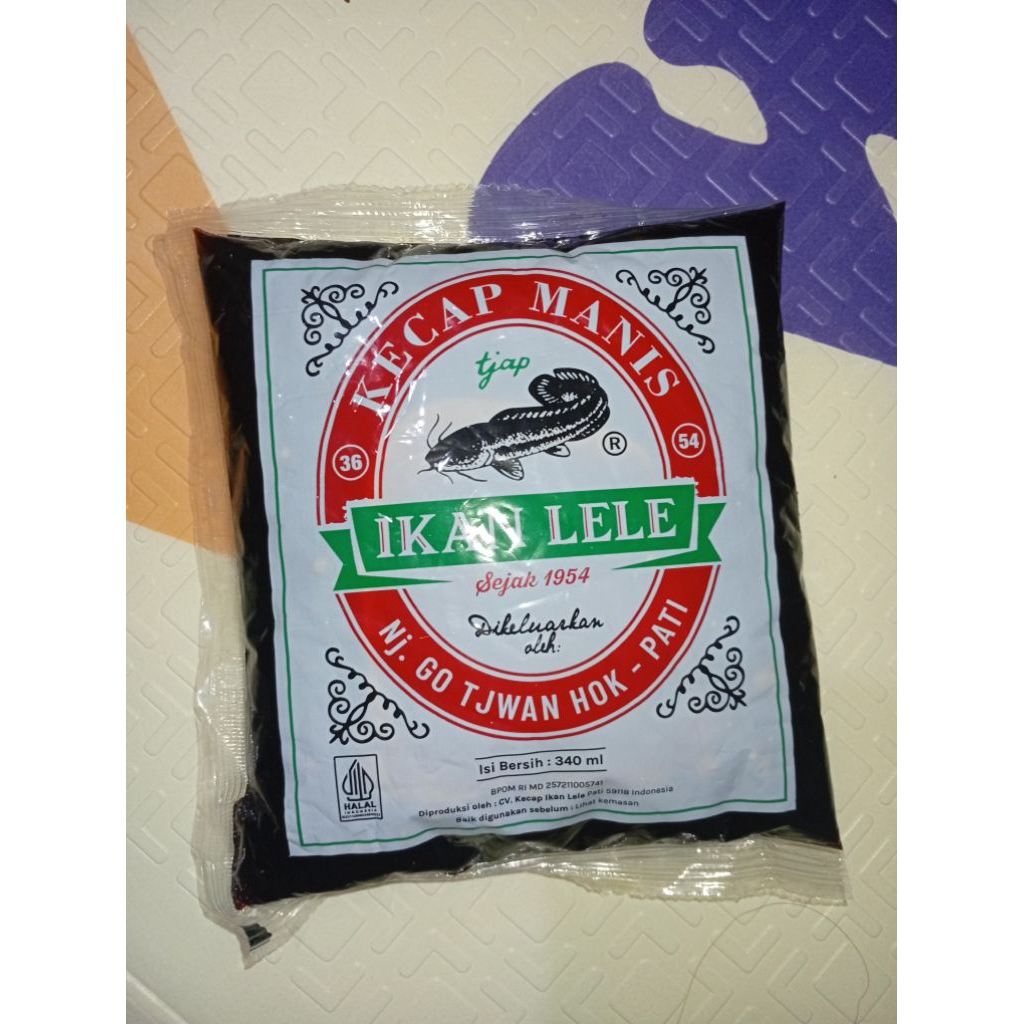 KECAP MANIS
tjap
®
36
54
IKAN LELE
Sejak 1954
Dikeluarkan
oleh:
Nj. GO TJWAN HOK - PATI
Isi Bersih : 340 ml
BPOM RI MD 257211005741
Diproduksi oleh : CV. Kecap Ikan Lele Pati 59118 Indonesia
Baik digunakan sebelum : Lihat kemasan
HALAL
INDONESIA